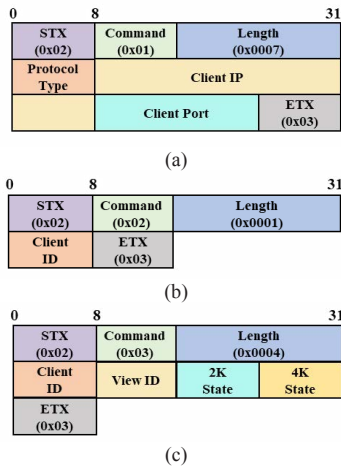 0 8 31
STX Command Length
(0x02) (0x01) (0x0007)
Protocol
Type
Client IP
Client Port
ETX
(0x03)
(a)
0 8 31
STX Command Length
(0x02) (0x02) (0x0001)
Client ETX
ID (0x03)
(b)
0 8 31
STX Command Length
(0x02) (0x03) (0x0004)
Client
ID
View ID
2K
State
4K
State
ETX
(0x03)
(c)